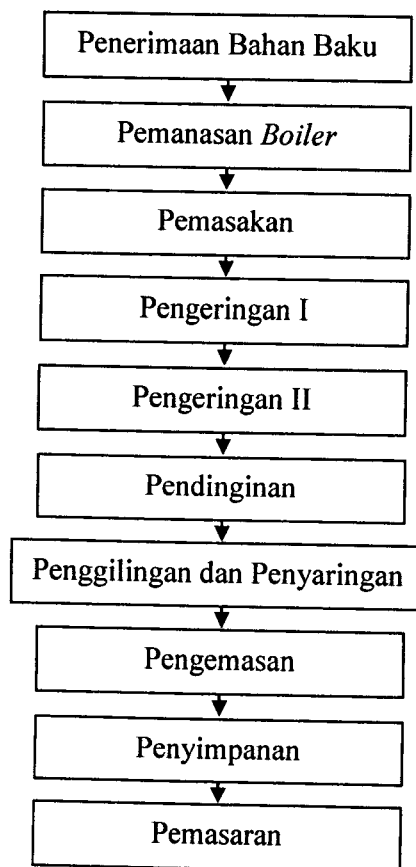 Penerimaan Bahan Baku
Pemanasan Boiler
Pemasakan
Pengeringan I
Pengeringan II
Pendinginan
Penggilingan dan Penyaringan
Pengemasan
Penyimpanan
Pemasaran